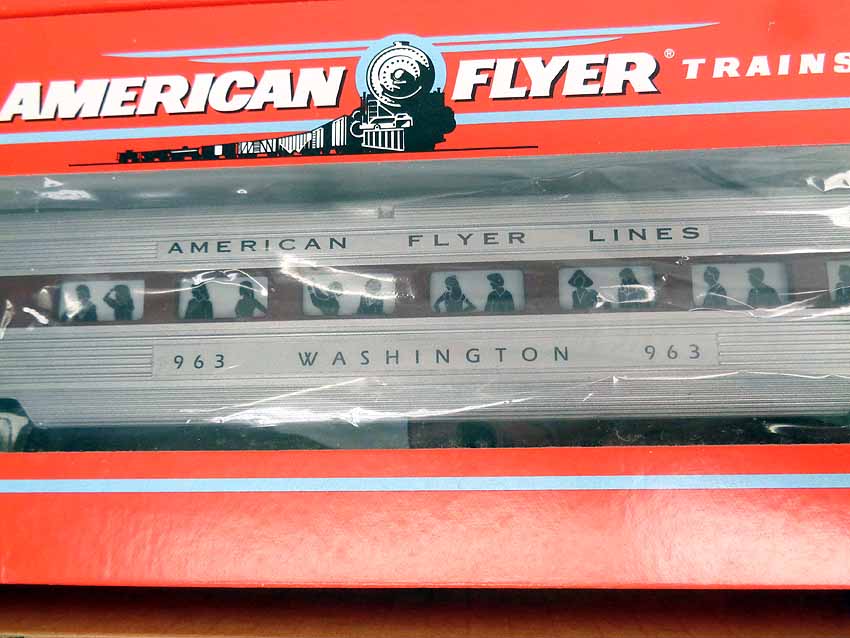 AMERICAN FLYER® TRAINS
AMERICAN FLYER LINES
963 WASHINGTON 963